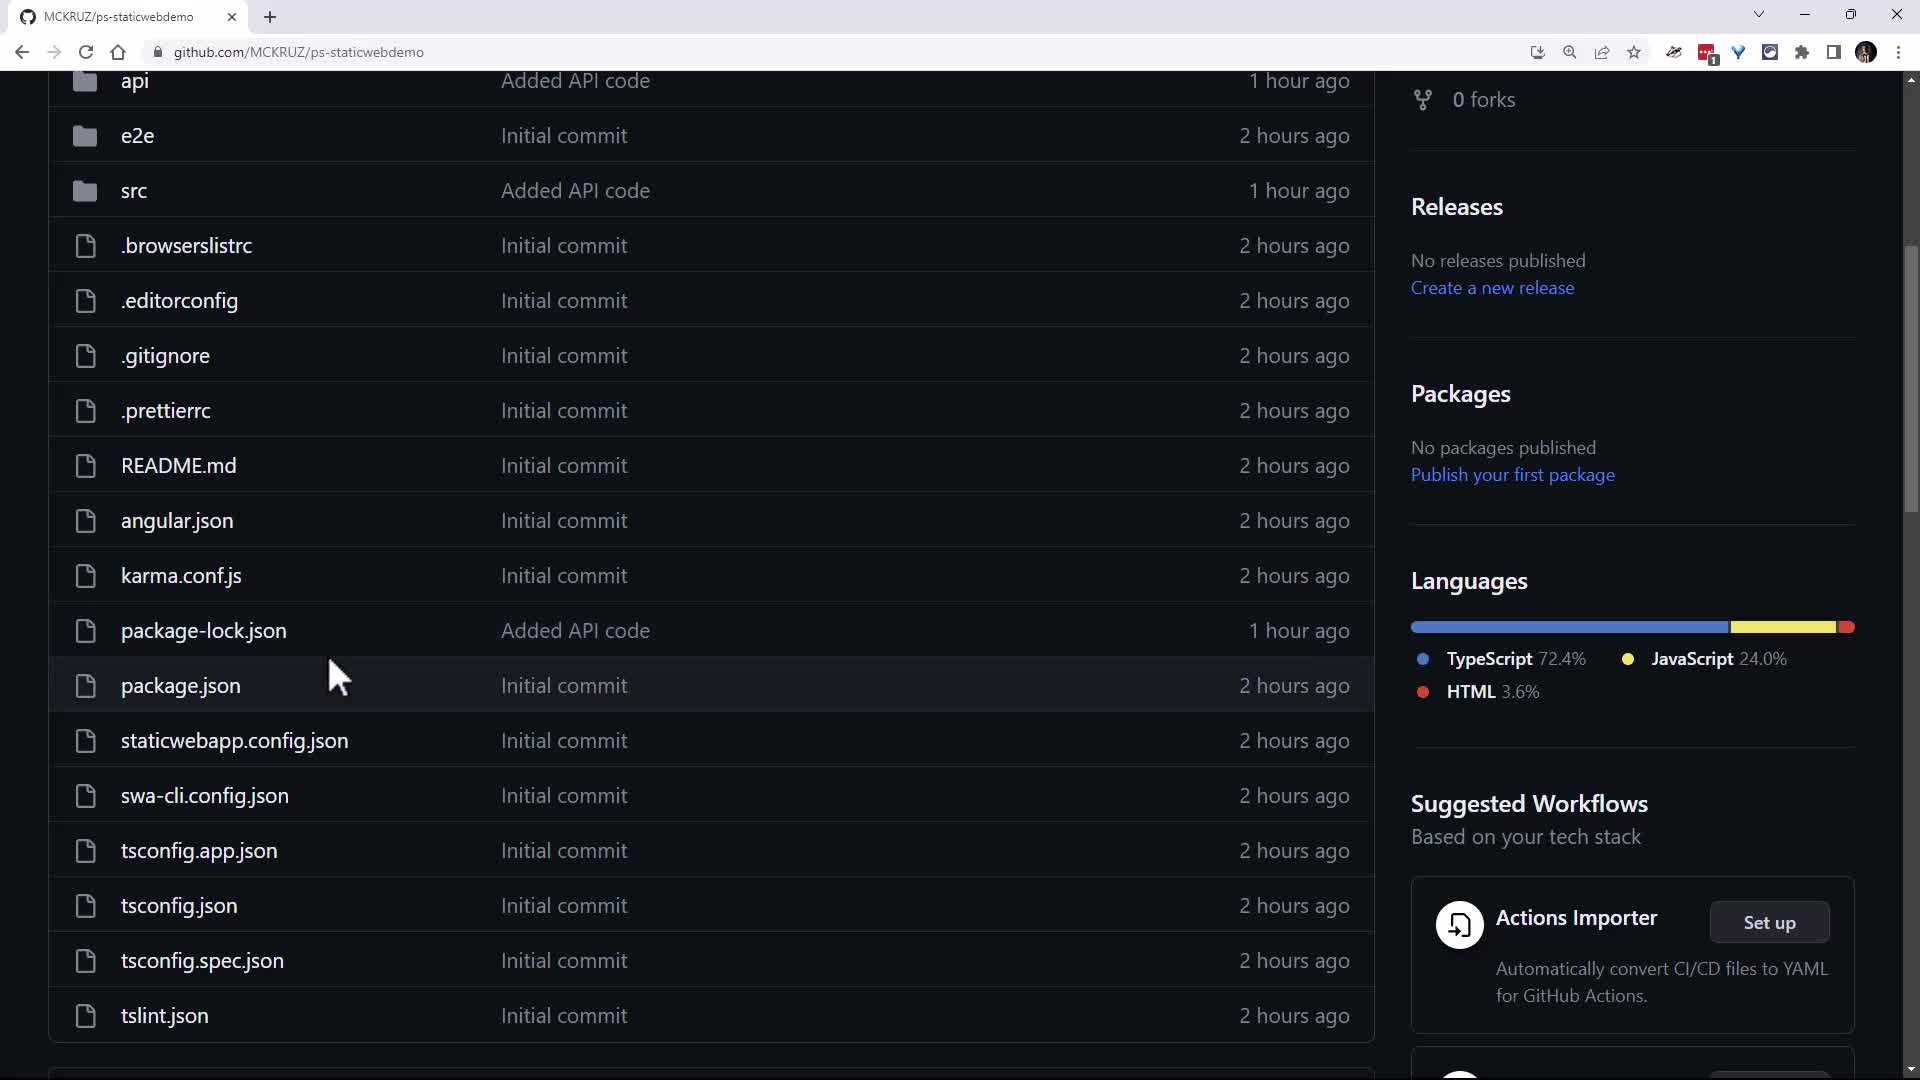 MCKRUZ/ps-staticwebdemo
github.com/MCKRUZ/ps-staticwebdemo
1
api Added API code 1 hour ago
e2e Initial commit 2 hours ago
src Added API code 1 hour ago
.browserslistrc Initial commit 2 hours ago
.editorconfig Initial commit 2 hours ago
.gitignore Initial commit 2 hours ago
.prettierrc Initial commit 2 hours ago
README.md Initial commit 2 hours ago
angular.json Initial commit 2 hours ago
karma.conf.js Initial commit 2 hours ago
package-lock.json Added API code 1 hour ago
package.json Initial commit 2 hours ago
staticwebapp.config.json Initial commit 2 hours ago
swa-cli.config.json Initial commit 2 hours ago
tsconfig.app.json Initial commit 2 hours ago
tsconfig.json Initial commit 2 hours ago
tsconfig.spec.json Initial commit 2 hours ago
tslint.json Initial commit 2 hours ago
0 forks
Releases
No releases published
Create a new release
Packages
No packages published
Publish your first package
Languages
TypeScript 72.4% JavaScript 24.0%
HTML 3.6%
Suggested Workflows
Based on your tech stack
Actions Importer Set up
Automatically convert CI/CD files to YAML
for GitHub Actions.